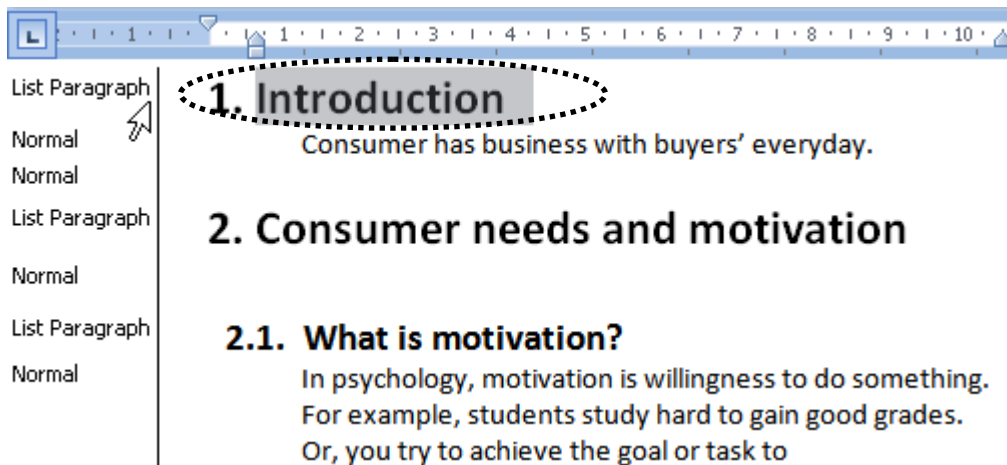 L 2 1 1 2 3 4 5 6 7 8 9 10
List Paragraph 1. Introduction
Normal Consumer has business with buyers’ everyday.
Normal
List Paragraph 2. Consumer needs and motivation
Normal
List Paragraph 2.1. What is motivation?
Normal In psychology, motivation is willingness to do something.
For example, students study hard to gain good grades.
Or, you try to achieve the goal or task to